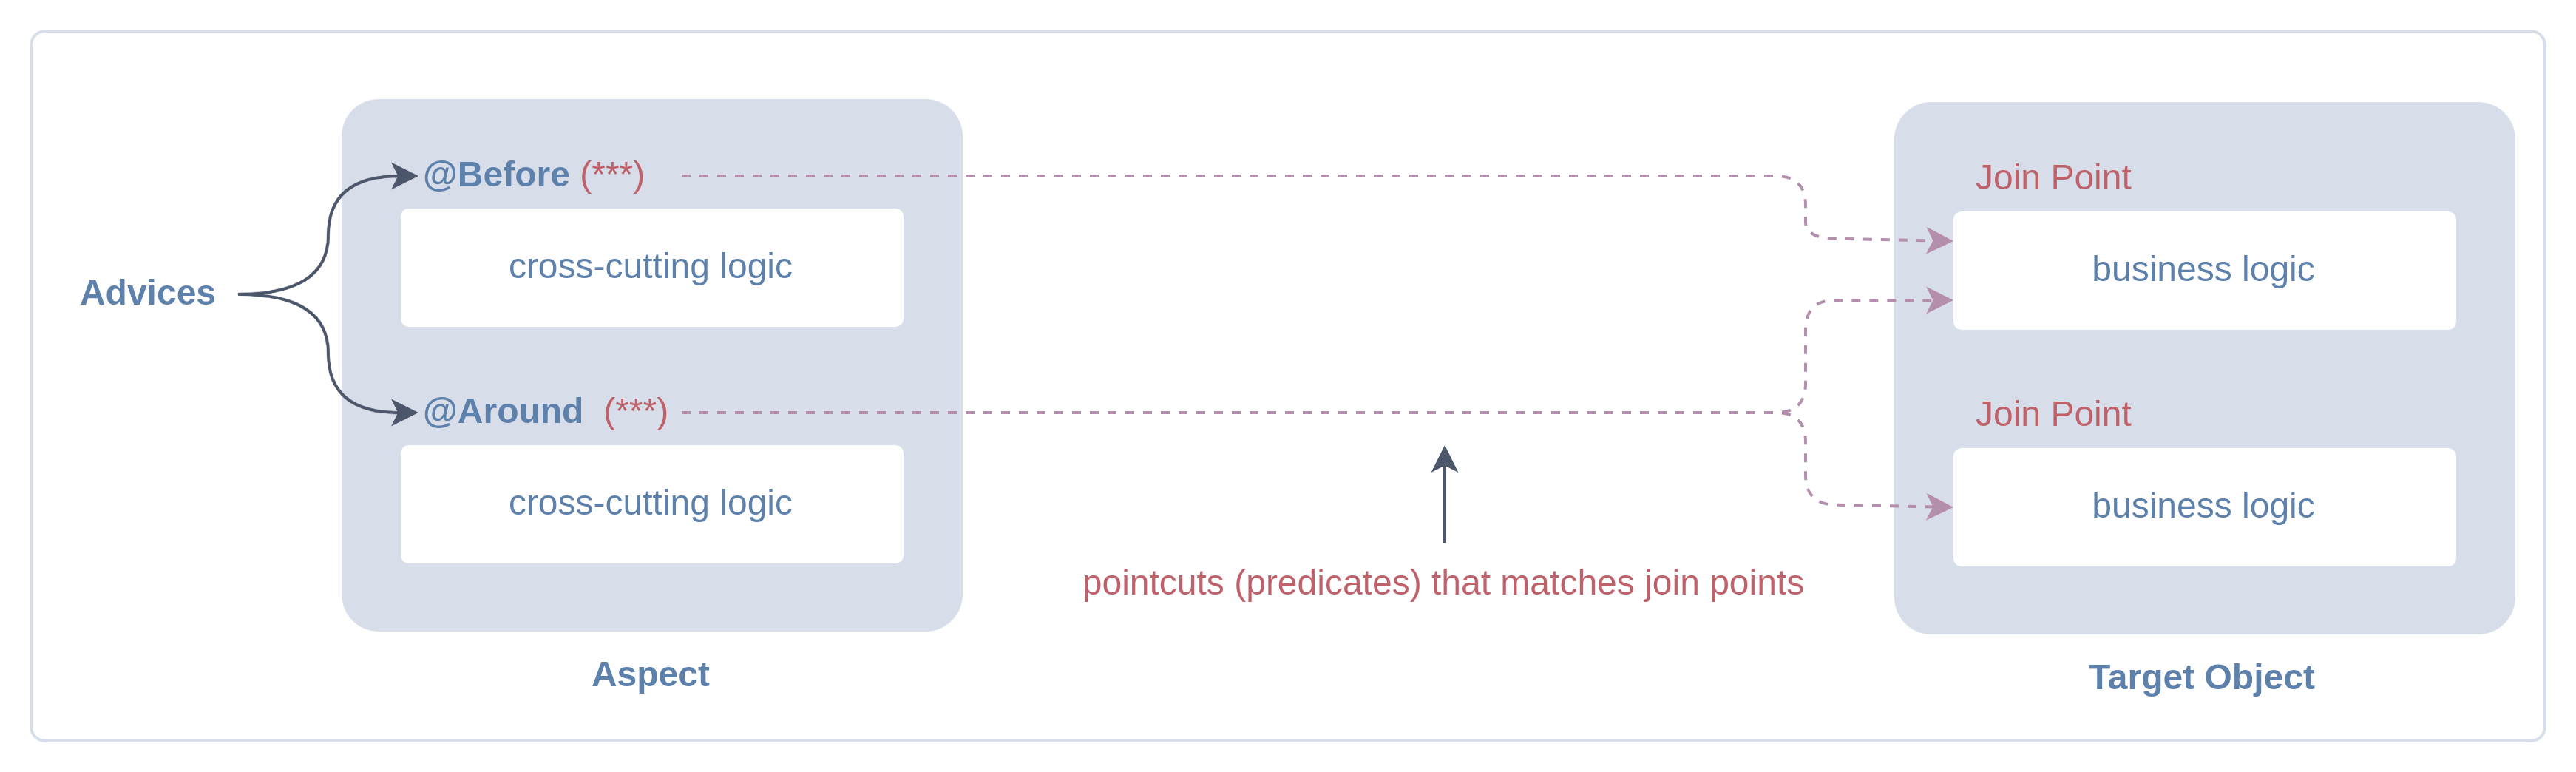 @Before (***)
Join Point
cross-cutting logic
business logic
Advices
@Around (***)
Join Point
cross-cutting logic
business logic
pointcuts (predicates) that matches join points
Aspect
Target Object